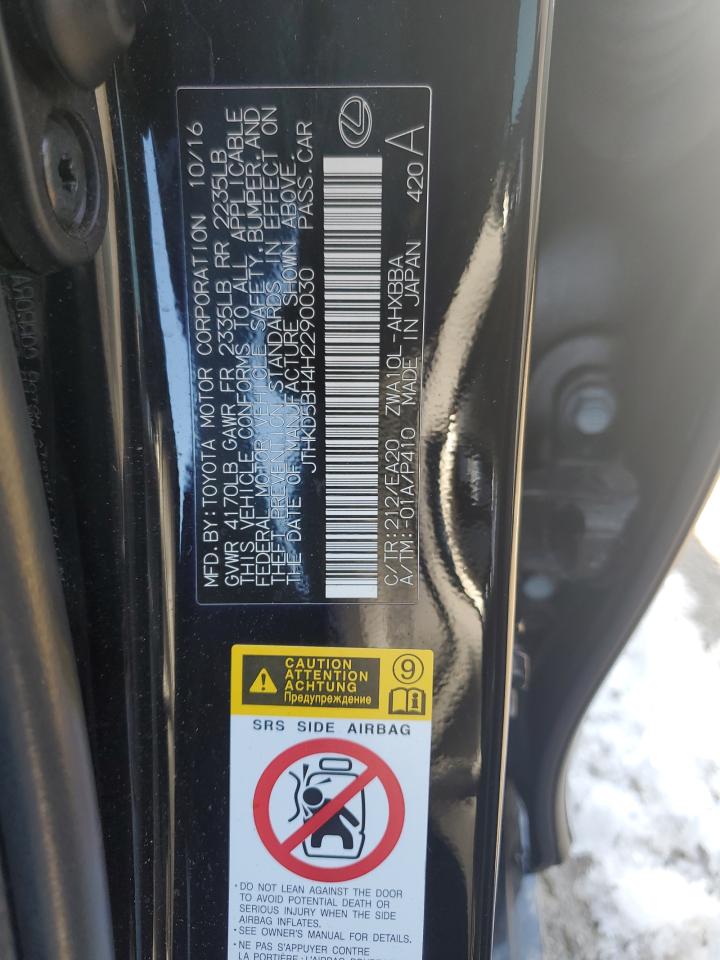 MFD. BY: TOYOTA MOTOR CORPORATION 10/16
GVWR 4170LB GAWR FR 2335LB RR 2235LB
THIS VEHICLE CONFORMS TO ALL APPLICABLE
FEDERAL MOTOR VEHICLE SAFETY, BUMPER, AND
THEFT PREVENTION STANDARDS IN EFFECT ON
THE DATE OF MANUFACTURE SHOWN ABOVE.
JTHKD5BH4H2290030 PASS. CAR
C/TR: 212/EA20 ZWA10L-AHXBBA
A/TM: -01A/P410 MADE IN JAPAN 420 A
CAUTION
ATTENTION
ACHTUNG
Предупреждение
9
SRS SIDE AIRBAG
• DO NOT LEAN AGAINST THE DOOR
TO AVOID POTENTIAL DEATH OR
SERIOUS INJURY WHEN THE SIDE
AIRBAG INFLATES.
• SEE OWNER'S MANUAL FOR DETAILS.
• NE PAS S'APPUYER CONTRE
LA PORTIÈRE: